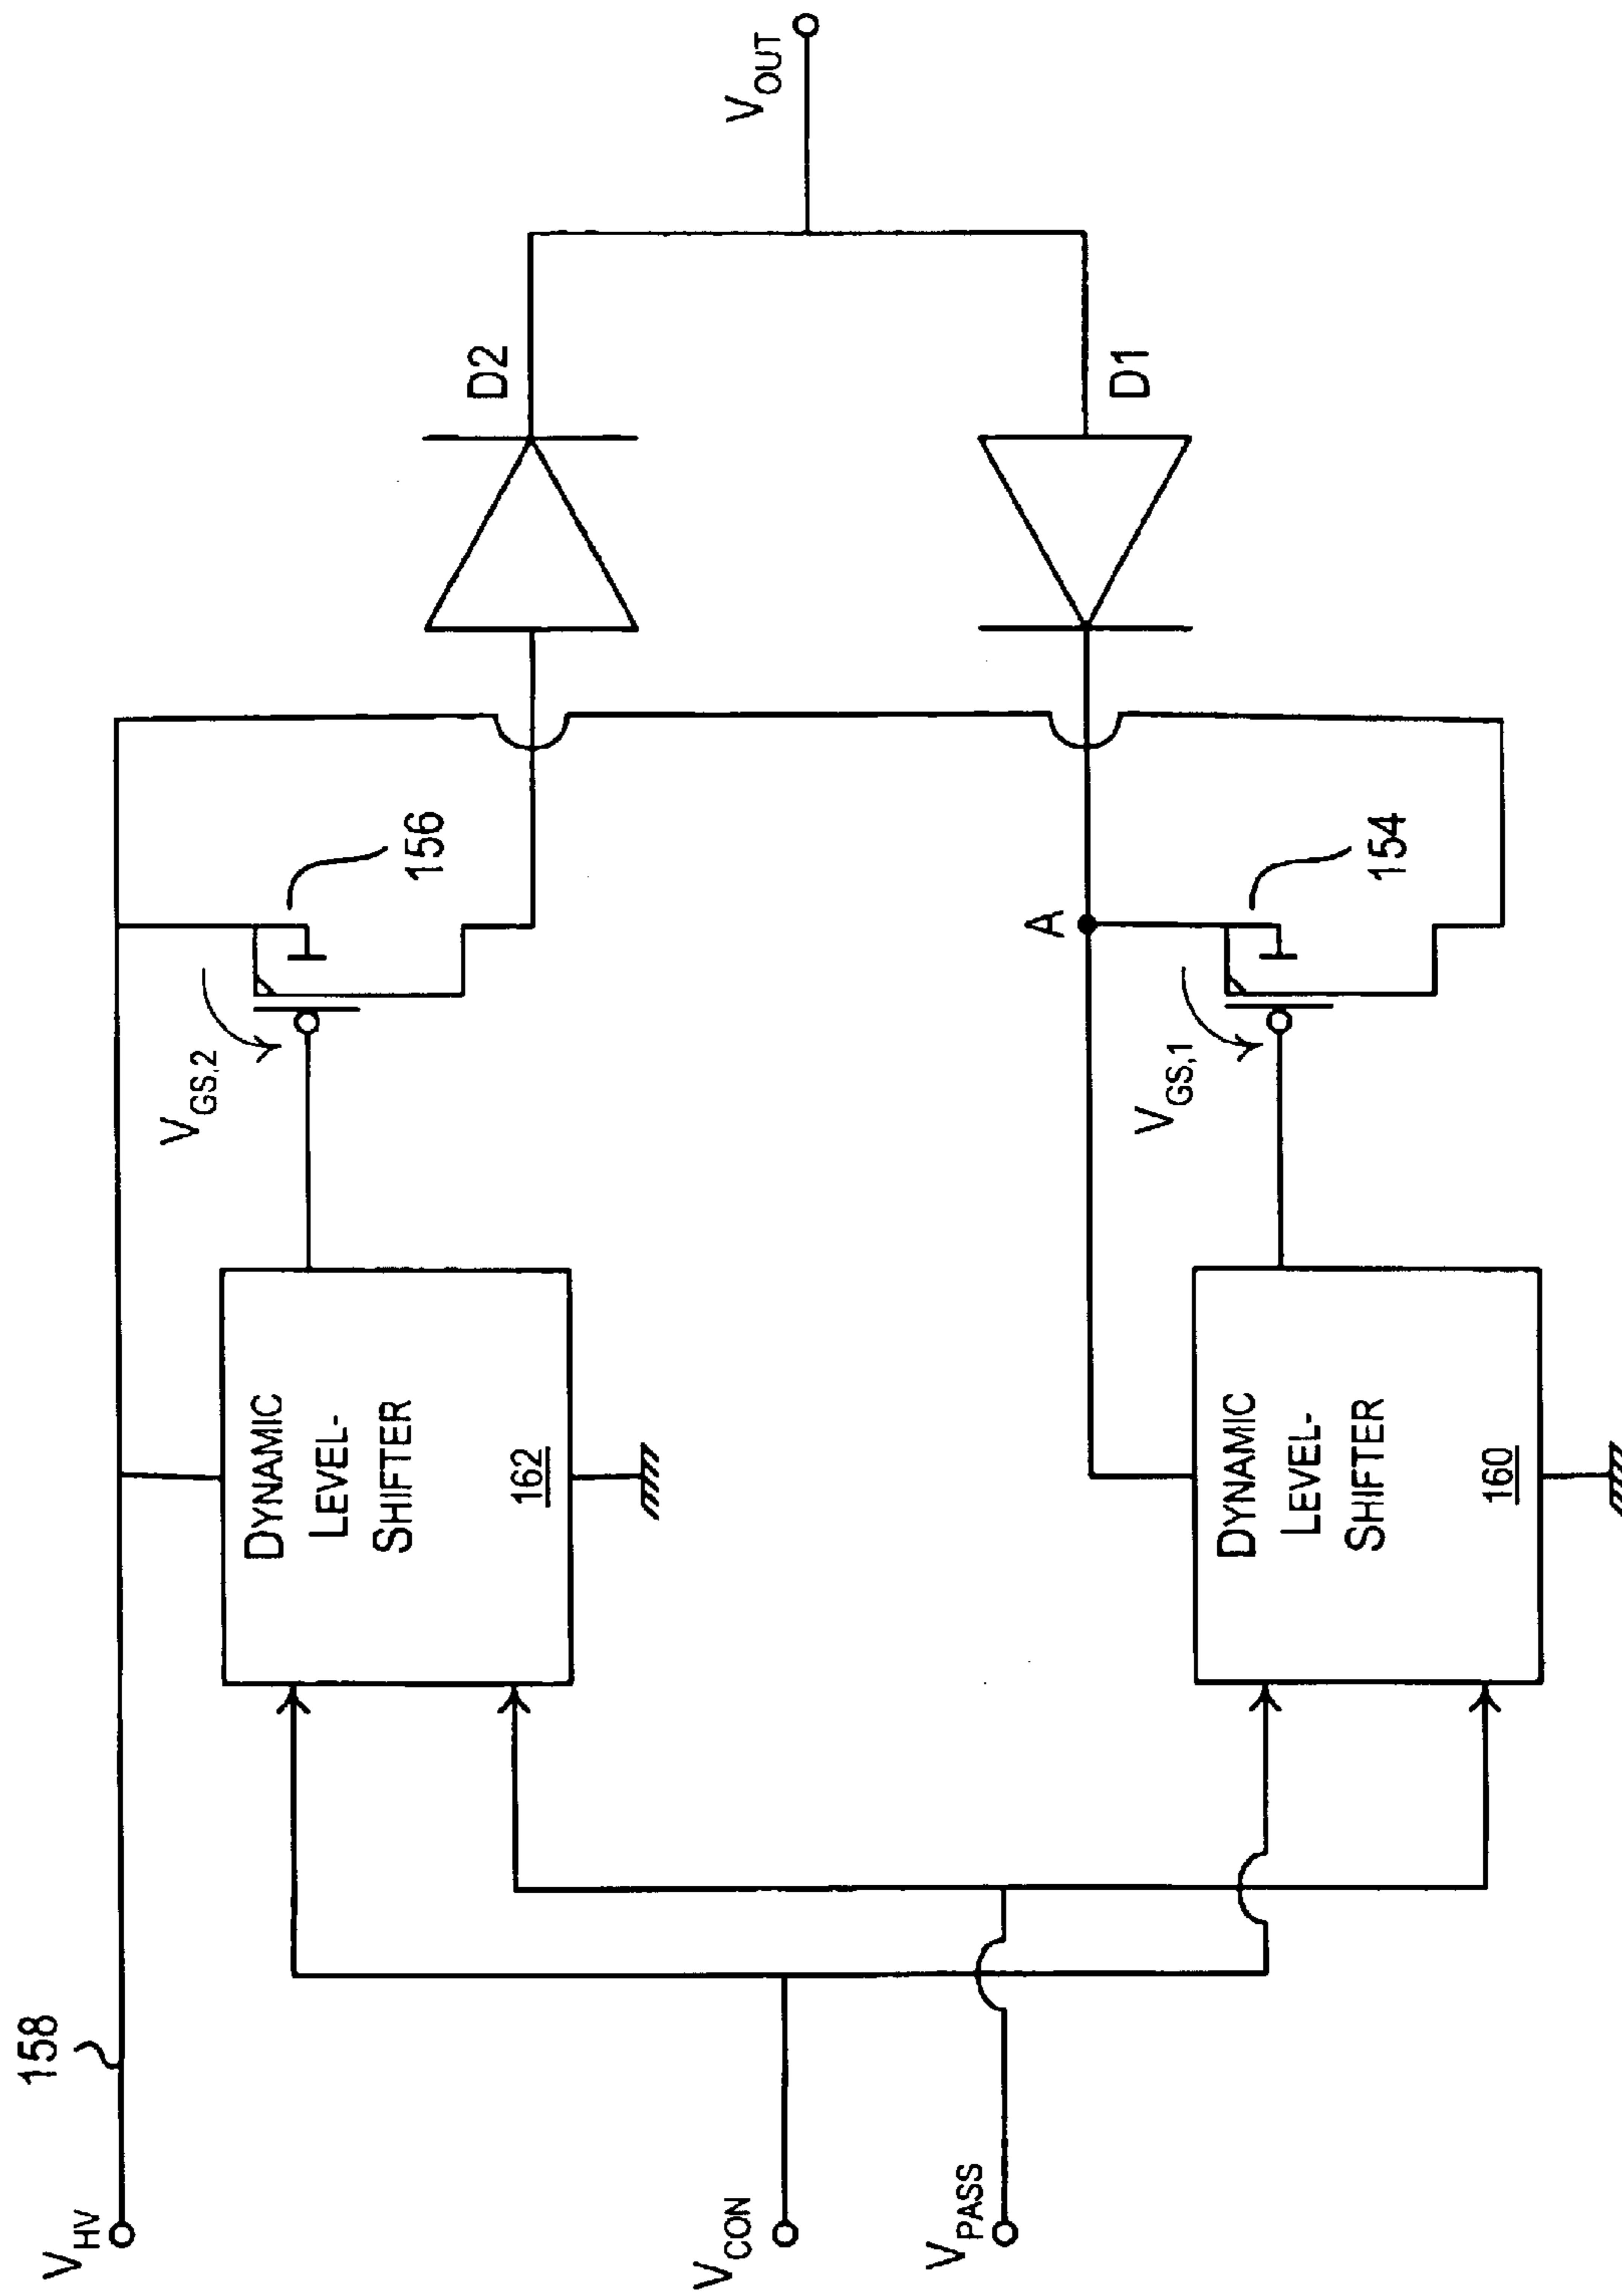 158
V_HV
V_CON
V_PASS
DYNAMIC
LEVEL-
SHIFTER
162
DYNAMIC
LEVEL-
SHIFTER
160
V_GS,2
156
V_GS,1
154
A
D2
D1
V_OUT